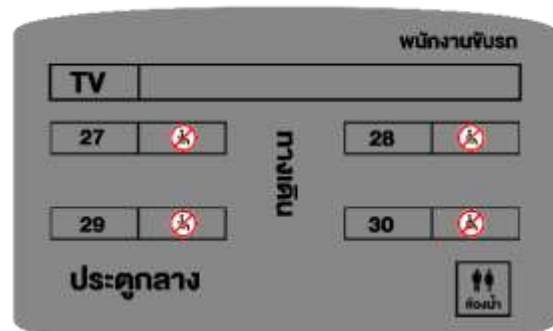 พนักงานขับรถ
TV
27
28
ทางเดิน
29
30
ประตูกลาง
ห้องน้ำ